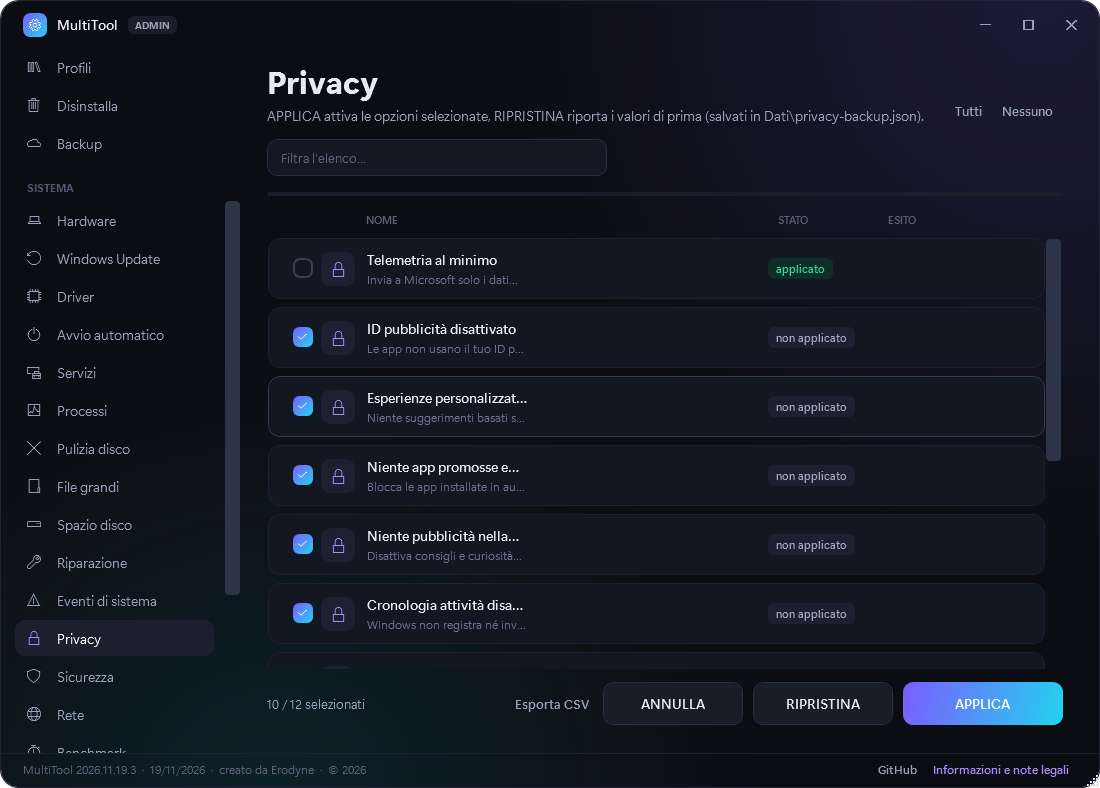 MultiTool ADMIN
Profili
Disinstalla
Backup
SISTEMA
Hardware
Windows Update
Driver
Avvio automatico
Servizi
Processi
Pulizia disco
File grandi
Spazio disco
Riparazione
Eventi di sistema
Privacy
Sicurezza
Rete
Benchmark
Privacy
APPLICA attiva le opzioni selezionate, RIPRISTINA riporta i valori di prima (salvati in Dati\privacy-backup.json).
Tutti Nessuno
Filtra l'elenco...
NOME STATO ESITO
Telemetria al minimo
Invia a Microsoft solo i dati...
applicato
ID pubblicità disattivato
Le app non usano il tuo ID p...
non applicato
Esperienze personalizzat...
Niente suggerimenti basati s...
non applicato
Niente app promosse e...
Blocca le app installate in au...
non applicato
Niente pubblicità nella...
Disattiva consigli e curiosità...
non applicato
Cronologia attività disa...
Windows non registra né inv...
non applicato
10 / 12 selezionati
Esporta CSV ANNULLA RIPRISTINA APPLICA
MultiTool 2026.11.19.3 · 19/11/2026 · creato da Erodyne · © 2026
GitHub Informazioni e note legali